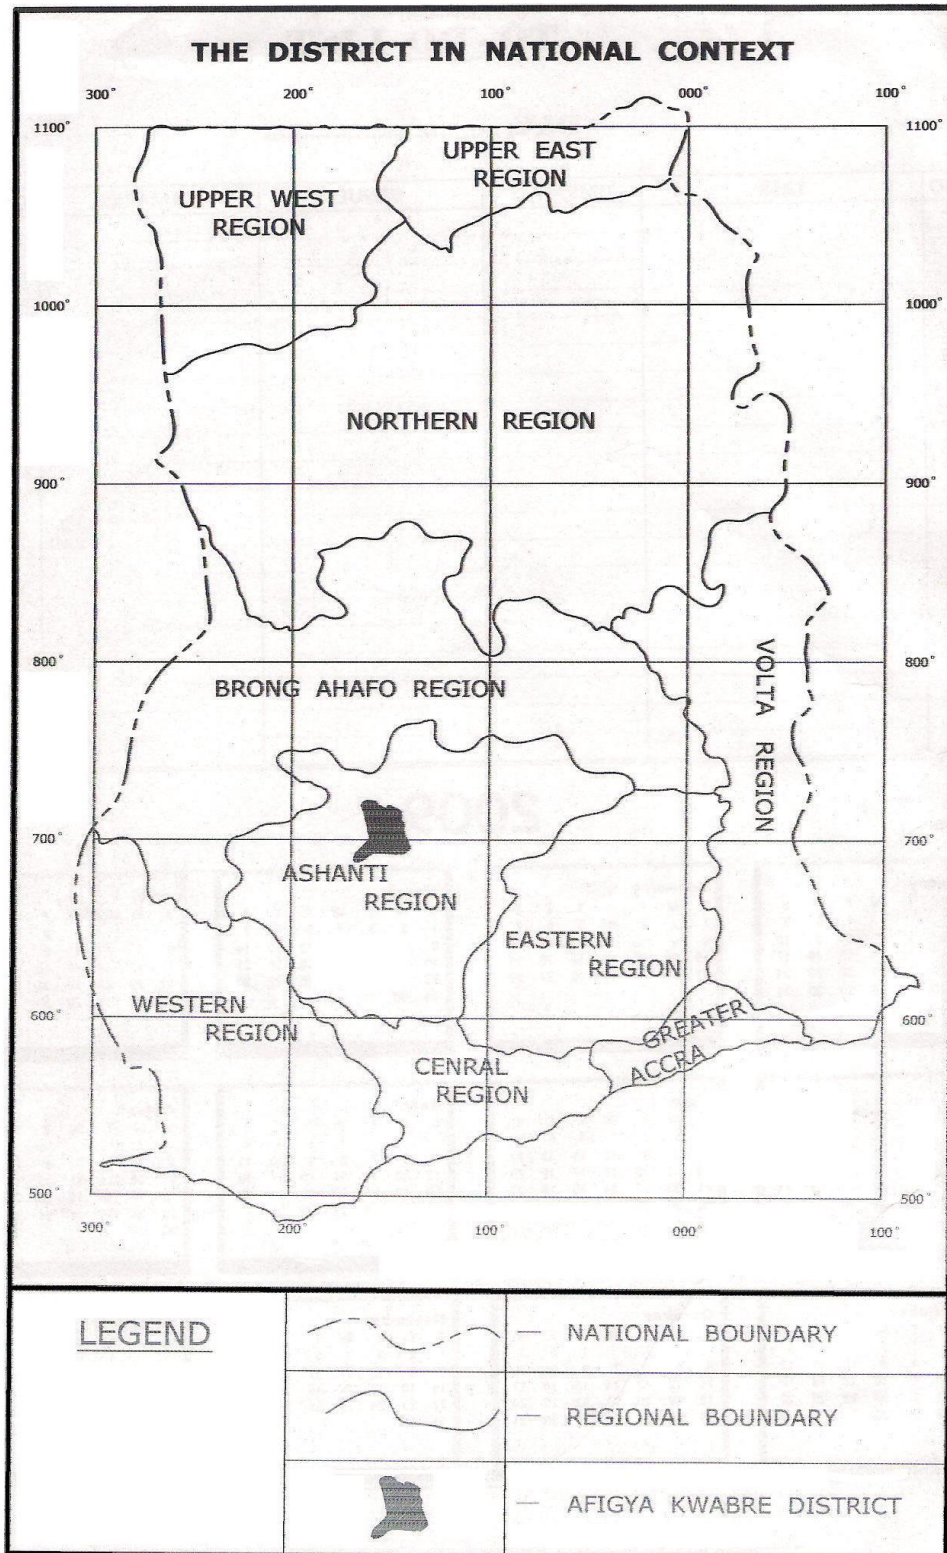 THE DISTRICT IN NATIONAL CONTEXT
300° 200° 100° 000° 100°
1100° 1100°
UPPER EAST
REGION
UPPER WEST
REGION
1000° 1000°
NORTHERN REGION
900° 900°
800° 800°
BRONG AHAFO REGION
VOLTA REGION
700° 700°
ASHANTI
REGION
EASTERN
REGION
WESTERN
REGION
600° 600°
GREATER
ACCRA
CENRAL
REGION
500° 500°
300° 200° 100° 000° 100°
LEGEND
— NATIONAL BOUNDARY
— REGIONAL BOUNDARY
— AFIGYA KWABRE DISTRICT